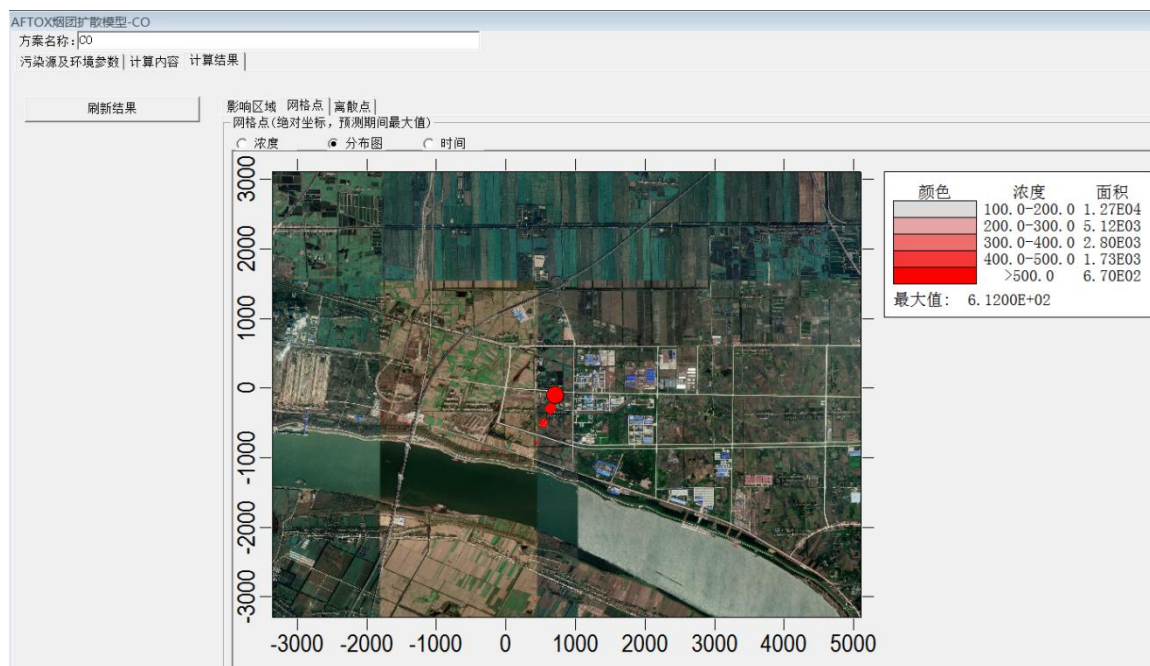 AFTOX烟团扩散模型-CO
方案名称: CO
污染源及环境参数 计算内容 计算结果
刷新结果
影响区域 网格点 离散点
网格点(绝对坐标，预测期间最大值)
浓度 分布图 时间
颜色 浓度 面积
100.0-200.0 1.27E04
200.0-300.0 5.12E03
300.0-400.0 2.80E03
400.0-500.0 1.73E03
>500.0 6.70E02
最大值: 6.1200E+02
3000
2000
1000
0
-1000
-2000
-3000
-3000 -2000 -1000 0 1000 2000 3000 4000 5000